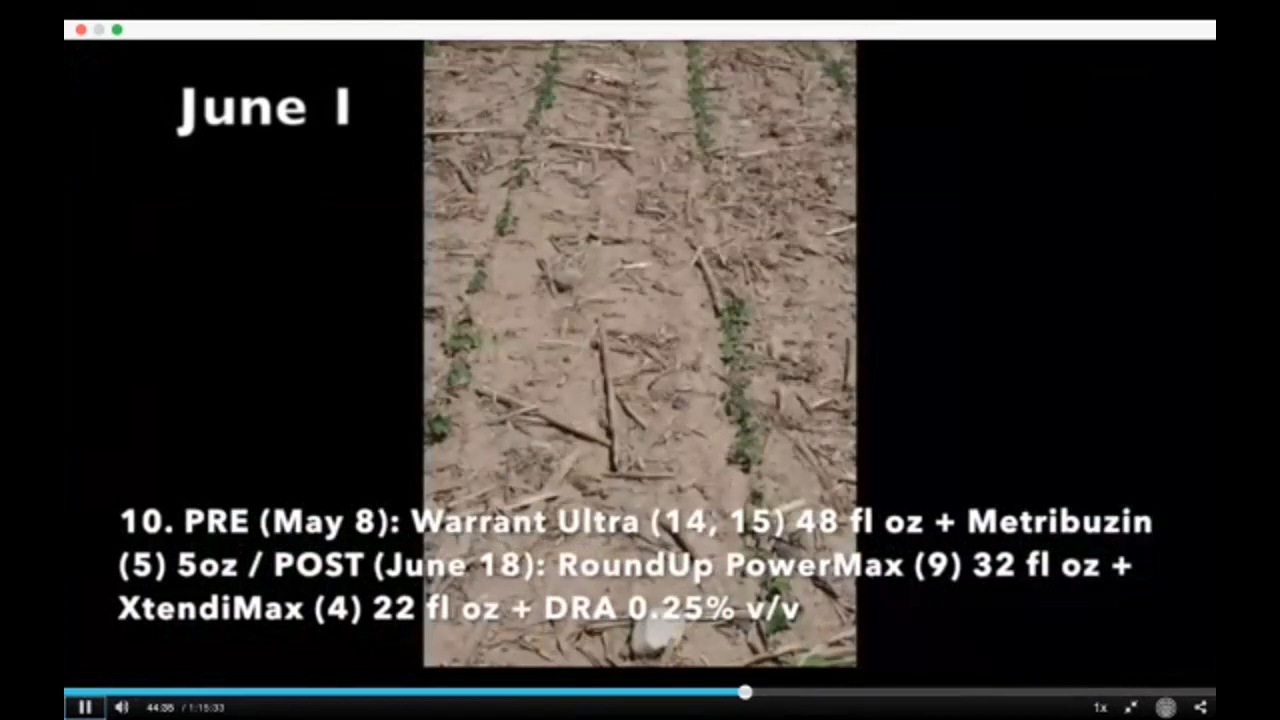 June 1
10. PRE (May 8): Warrant Ultra (14, 15) 48 fl oz + Metribuzin
(5) 5oz / POST (June 18): RoundUp PowerMax (9) 32 fl oz +
XtendiMax (4) 22 fl oz + DRA 0.25% v/v
44:35 / 1:15:33
1x